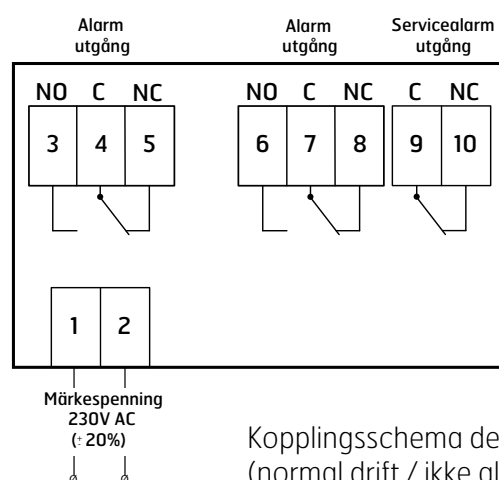 Alarm Alarm Servicealarm
utgång utgång utgång
NO C NC NO C NC C NC
3 4 5 6 7 8 9 10
1 2
Märkespenning
230V AC
(± 20%)
Kopplingsschema de
(normal drift / ikke al